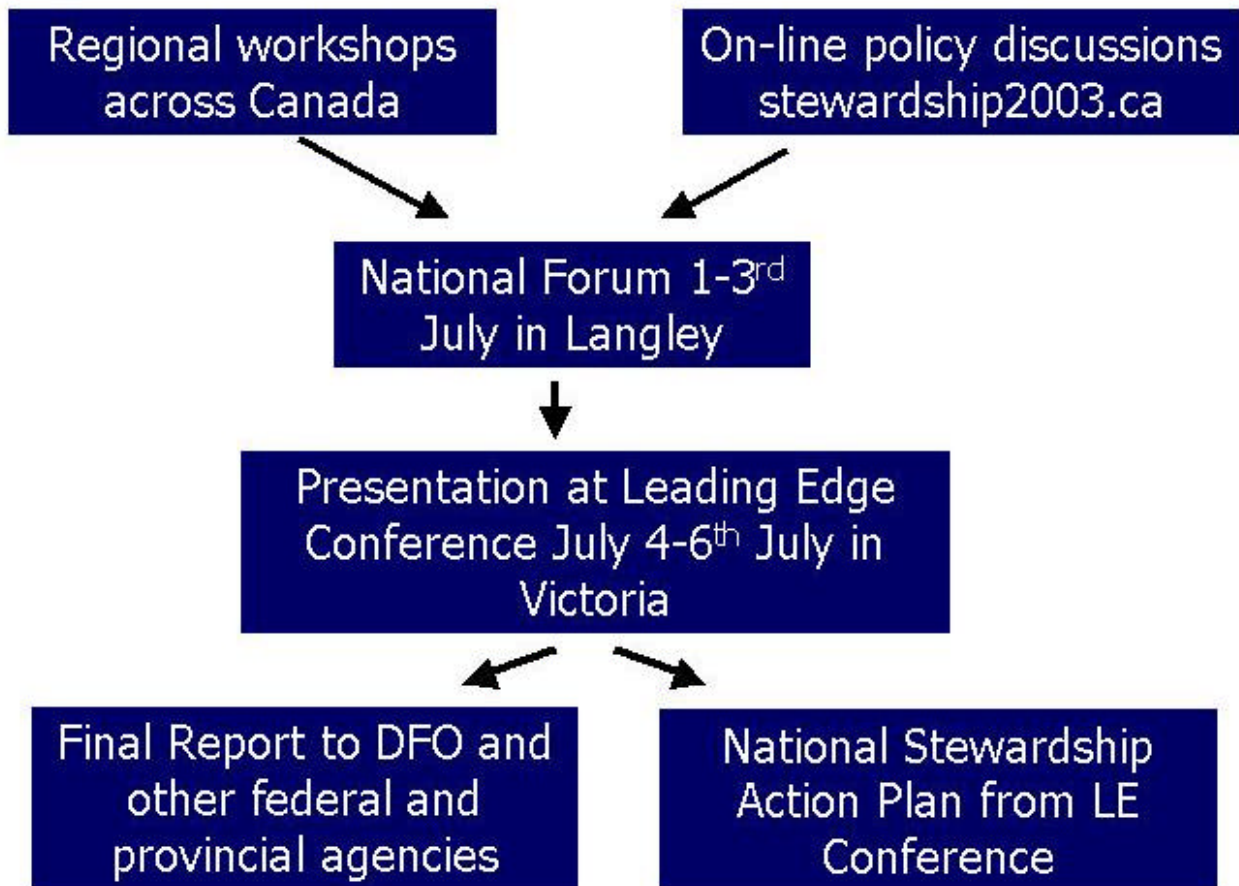 Regional workshops
across Canada
On-line policy discussions
stewardship2003.ca
National Forum 1-3rd
July in Langley
Presentation at Leading Edge
Conference July 4-6th July in
Victoria
Final Report to DFO and
other federal and
provincial agencies
National Stewardship
Action Plan from LE
Conference